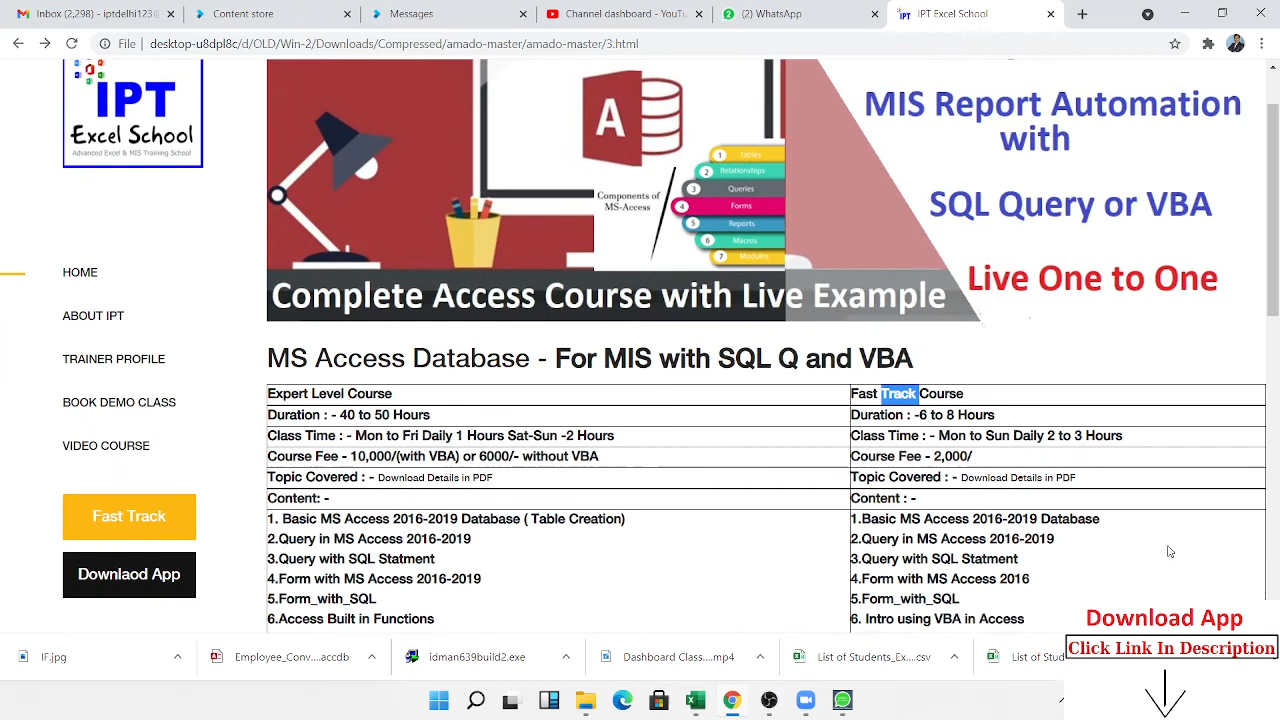 Inbox (2,912) - iptdelhi123@
Content store
Messages
Channel dashboard - YouTu
(2) WhatsApp
IPT Excel School
File
desktop-u8dpl8c/d/OLD/Win-2/Downloads/Compressed/amado-master/amado-master/3.html
IPT
Excel School
Advanced Excel & MIS Training School
HOME
ABOUT IPT
TRAINER PROFILE
BOOK DEMO CLASS
VIDEO COURSE
Fast Track
Downlaod App
A
Components of
MS-Access
1 Tables
2 Relationships
3 Queries
4 Forms
5 Reports
6 Macros
7 Modules
Complete Access Course with Live Example
MIS Report Automation
with
SQL Query or VBA
Live One to One
MS Access Database - For MIS with SQL Q and VBA
Expert Level Course
Duration : - 40 to 50 Hours
Class Time : - Mon to Fri Daily 1 Hours Sat-Sun -2 Hours
Course Fee - 10,000/(with VBA) or 6000/- without VBA
Topic Covered : - Download Details in PDF
Content: -
1. Basic MS Access 2016-2019 Database ( Table Creation)
2.Query in MS Access 2016-2019
3.Query with SQL Statment
4.Form with MS Access 2016-2019
5.Form_with_SQL
6.Access Built in Functions
Fast Track Course
Duration : -6 to 8 Hours
Class Time : - Mon to Sun Daily 2 to 3 Hours
Course Fee - 2,000/
Topic Covered : - Download Details in PDF
Content : -
1.Basic MS Access 2016-2019 Database
2.Query in MS Access 2016-2019
3.Query with SQL Statment
4.Form with MS Access 2016
5.Form_with_SQL
6. Intro using VBA in Access
Download App
Click Link In Description
IF.jpg
Employee_Conv....accdb
idman639build2.exe
Dashboard Class....mp4
List of Students_Ex....csv
List of Stu